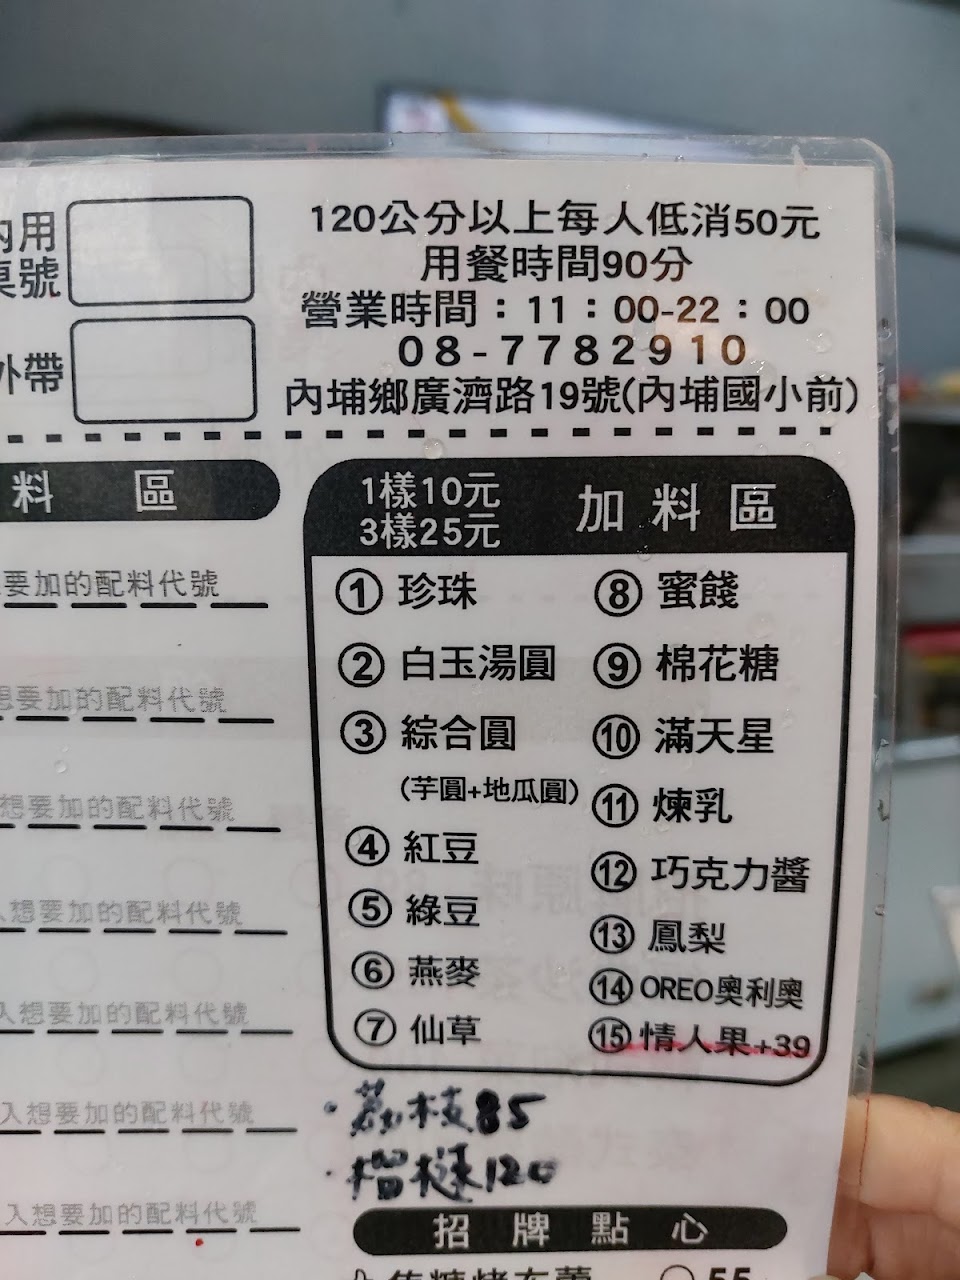 內用
桌號
外帶
120公分以上每人低消50元
用餐時間90分
營業時間：11：00-22：00
08-7782910
內埔鄉廣濟路19號(內埔國小前)
料 區
要加的配料代號
想要加的配料代號
想要加的配料代號
入想要加的配料代號
入想要加的配料代號
入想要加的配料代號
入想要加的配料代號
1樣10元
3樣25元
加料區
① 珍珠
② 白玉湯圓
③ 綜合圓
(芋圓+地瓜圓)
④ 紅豆
⑤ 綠豆
⑥ 燕麥
⑦ 仙草
⑧ 蜜餞
⑨ 棉花糖
⑩ 滿天星
⑪ 煉乳
⑫ 巧克力醬
⑬ 鳳梨
⑭ OREO奧利奧
⑮ 情人果+39
·荔枝85
·榴槤120
招牌點心
焦糖烤布蕾 55